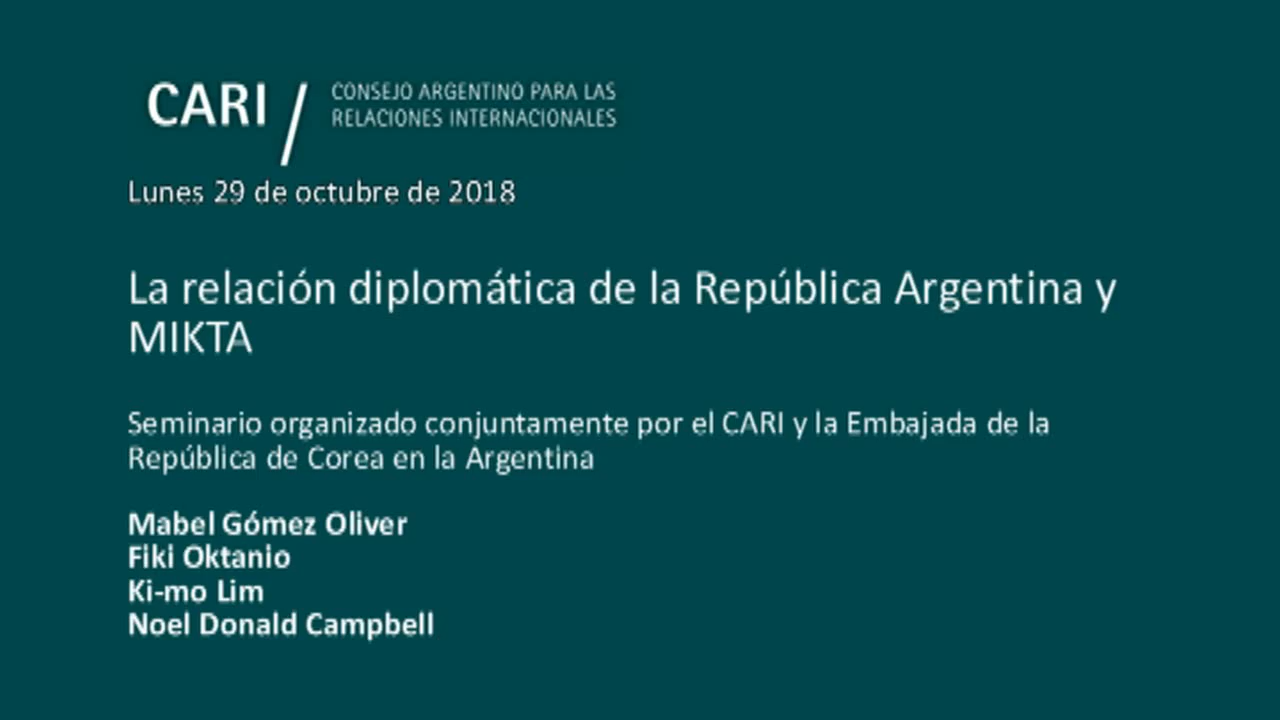 CARI / CONSEJO ARGENTINO PARA LAS
RELACIONES INTERNACIONALES
Lunes 29 de octubre de 2018
La relación diplomática de la República Argentina y
MIKTA
Seminario organizado conjuntamente por el CARI y la Embajada de la
República de Corea en la Argentina
Mabel Gómez Oliver
Fiki Oktanio
Ki-mo Lim
Noel Donald Campbell